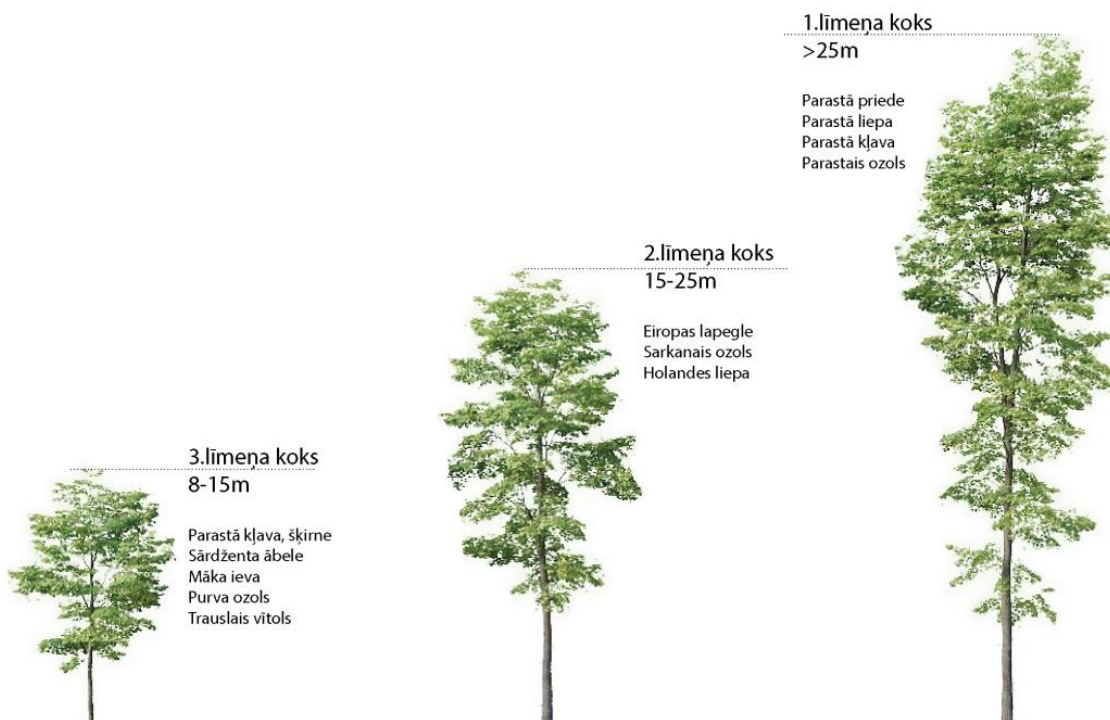 1.līmeņa koks
>25m
Parastā priede
Parastā liepa
Parastā kļava
Parastais ozols
2.līmeņa koks
15-25m
Eiropas lapegle
Sarkanais ozols
Holandes liepa
3.līmeņa koks
8-15m
Parastā kļava, šķirne
Sārdženta ābele
Māka ieva
Purva ozols
Trauslais vītols